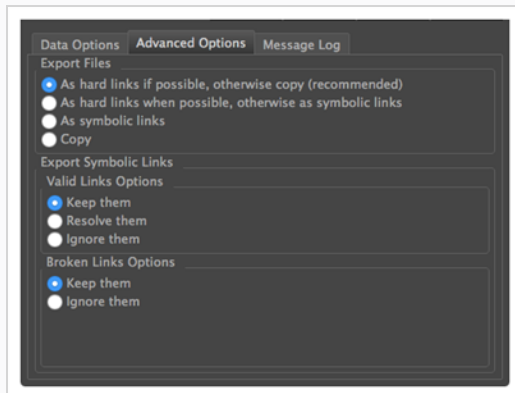 Data Options Advanced Options Message Log
Export Files
As hard links if possible, otherwise copy (recommended)
As hard links when possible, otherwise as symbolic links
As symbolic links
Copy
Export Symbolic Links
Valid Links Options
Keep them
Resolve them
Ignore them
Broken Links Options
Keep them
Ignore them